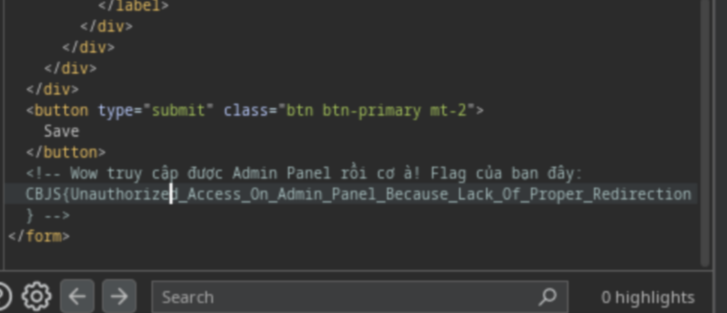 </label>
</div>
</div>
</div>
</div>
<button type="submit" class="btn btn-primary mt-2">
Save
</button>
<!-- Wow truy cập được Admin Panel rồi cơ à! Flag của bạn đây:
CBJS{Unauthorized_Access_On_Admin_Panel_Because_Lack_Of_Proper_Redirection
} -->
</form>
Search
0 highlights